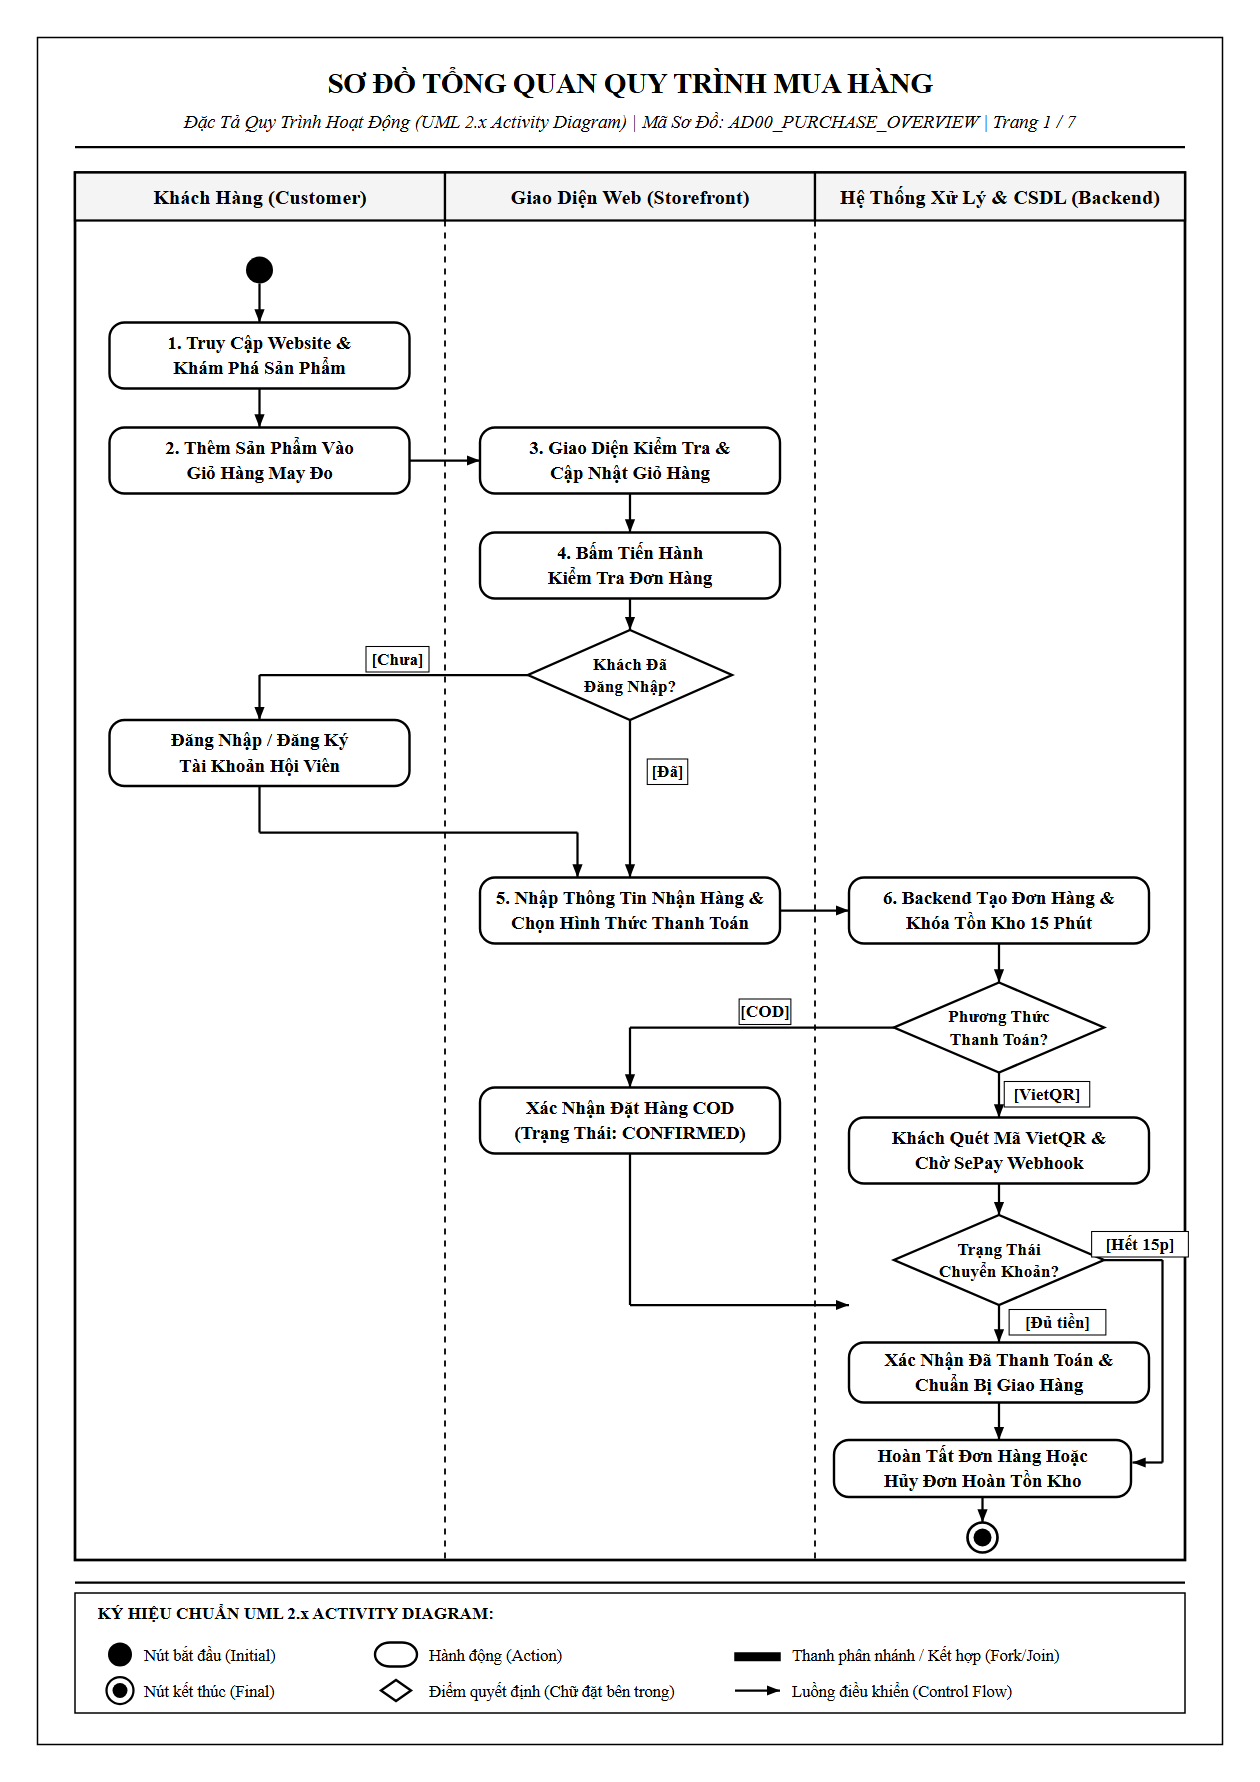 SƠ ĐỒ TỔNG QUAN QUY TRÌNH MUA HÀNG
Đặc Tả Quy Trình Hoạt Động (UML 2.x Activity Diagram) | Mã Sơ Đồ: AD00_PURCHASE_OVERVIEW | Trang 1 / 7
Khách Hàng (Customer)
Giao Diện Web (Storefront)
Hệ Thống Xử Lý & CSDL (Backend)
1. Truy Cập Website &
Khám Phá Sản Phẩm
2. Thêm Sản Phẩm Vào
Giỏ Hàng May Đo
3. Giao Diện Kiểm Tra &
Cập Nhật Giỏ Hàng
4. Bấm Tiến Hành
Kiểm Tra Đơn Hàng
Khách Đã
Đăng Nhập?
[Chưa]
Đăng Nhập / Đăng Ký
Tài Khoản Hội Viên
[Đã]
5. Nhập Thông Tin Nhận Hàng &
Chọn Hình Thức Thanh Toán
6. Backend Tạo Đơn Hàng &
Khóa Tồn Kho 15 Phút
Phương Thức
Thanh Toán?
[COD]
[VietQR]
Xác Nhận Đặt Hàng COD
(Trạng Thái: CONFIRMED)
Khách Quét Mã VietQR &
Chờ SePay Webhook
Trạng Thái
Chuyển Khoản?
[Hết 15p]
[Đủ tiền]
Xác Nhận Đã Thanh Toán &
Chuẩn Bị Giao Hàng
Hoàn Tất Đơn Hàng Hoặc
Hủy Đơn Hoàn Tồn Kho
KÝ HIỆU CHUẨN UML 2.x ACTIVITY DIAGRAM:
Nút bắt đầu (Initial)
Hành động (Action)
Thanh phân nhánh / Kết hợp (Fork/Join)
Nút kết thúc (Final)
Điểm quyết định (Chữ đặt bên trong)
Luồng điều khiển (Control Flow)